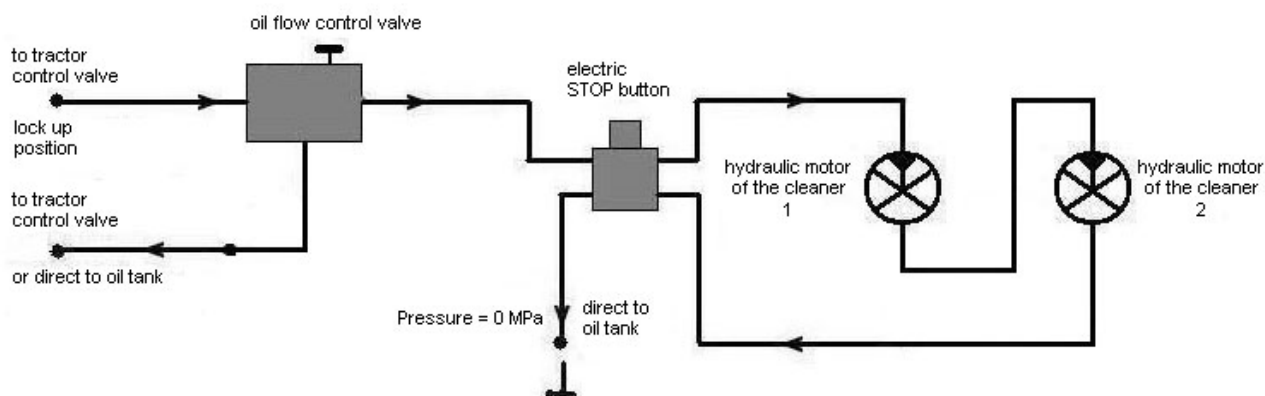 oil flow control valve
to tractor
control valve
lock up
position
to tractor
control valve
or direct to oil tank
electric
STOP button
hydraulic motor
of the cleaner
1
hydraulic motor
of the cleaner
2
Pressure = 0 MPa
direct to
oil tank